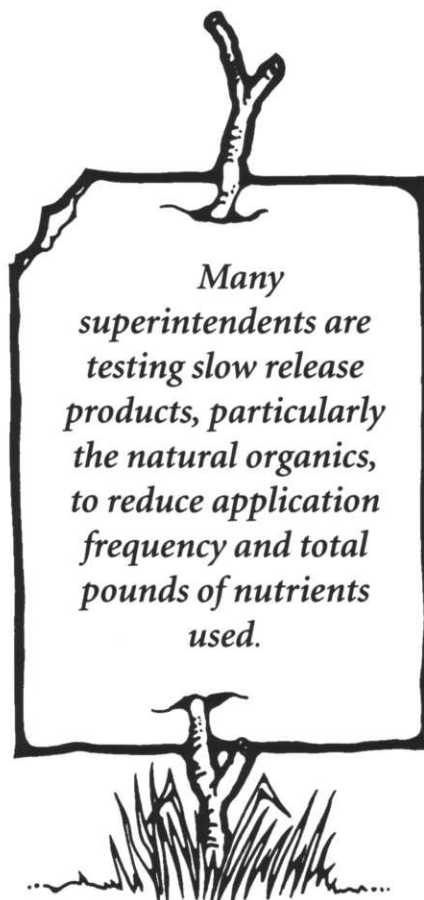 Many
superintendents are
testing slow release
products, particularly
the natural organics,
to reduce application
frequency and total
pounds of nutrients
used.